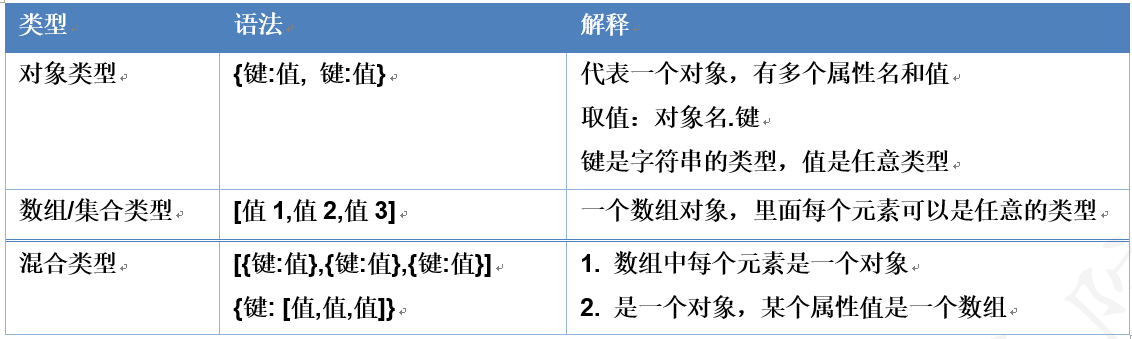 类型 语法 解释
对象类型 {键:值, 键:值} 代表一个对象，有多个属性名和值
取值：对象名.键
键是字符串的类型，值是任意类型
数组/集合类型 [值1,值2,值3] 一个数组对象，里面每个元素可以是任意的类型
混合类型 [{键:值},{键:值},{键:值}] 1. 数组中每个元素是一个对象
{键: [值,值,值]} 2. 是一个对象，某个属性值是一个数组